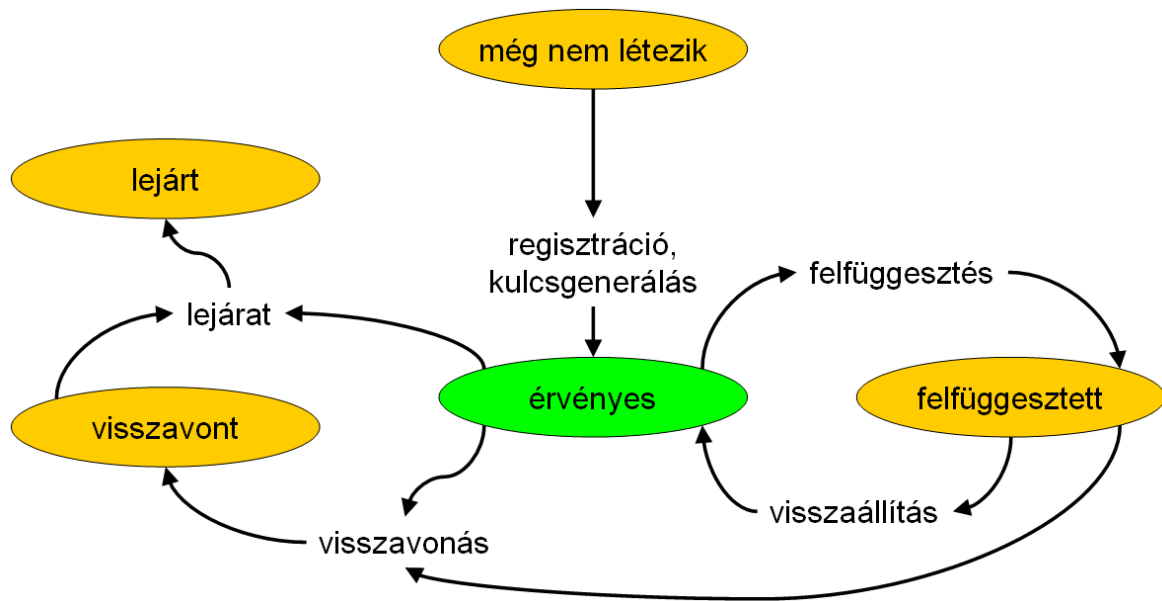 még nem létezik
lejárt
regisztráció,
kulcsgenerálás
felfüggesztés
lejárat
visszavont
érvényes
felfüggesztett
visszaállítás
visszavonás